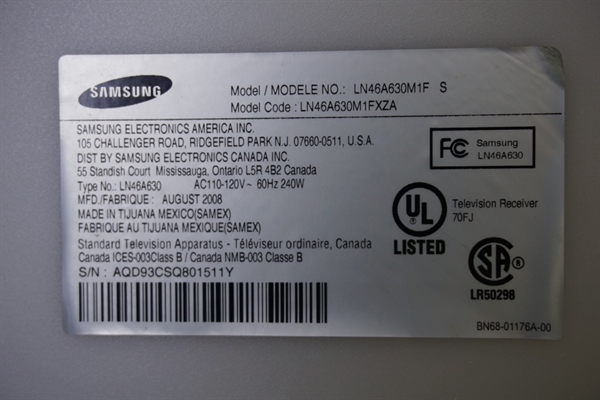 SAMSUNG
Model / MODELE NO.: LN46A630M1F S
Model Code : LN46A630M1FXZA
SAMSUNG ELECTRONICS AMERICA INC.
105 CHALLENGER ROAD, RIDGEFIELD PARK N.J. 07660-0511, U.S.A.
DIST BY SAMSUNG ELECTRONICS CANADA INC.
55 Standish Court Mississauga, Ontario L5R 4B2 Canada
Type No.: LN46A630 AC110-120V~ 60Hz 240W
MFD./FABRIQUE : AUGUST 2008
MADE IN TIJUANA MEXICO(SAMEX)
FABRIQUE AU TIJUANA MEXIQUE(SAMEX)
Standard Television Apparatus - Téléviseur ordinaire, Canada
Canada ICES-003Class B / Canada NMB-003 Classe B
S/N : AQD93CSQ801511Y
FC Samsung
LN46A630
UL
LISTED
Television Receiver
70FJ
SA
LR50298
BN68-01176A-00